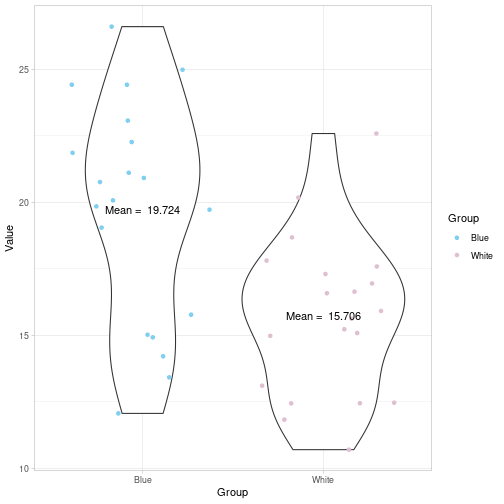 25
20
15
10
Value
Mean = 19.724
Mean = 15.706
Blue
White
Group
Group
Blue
White